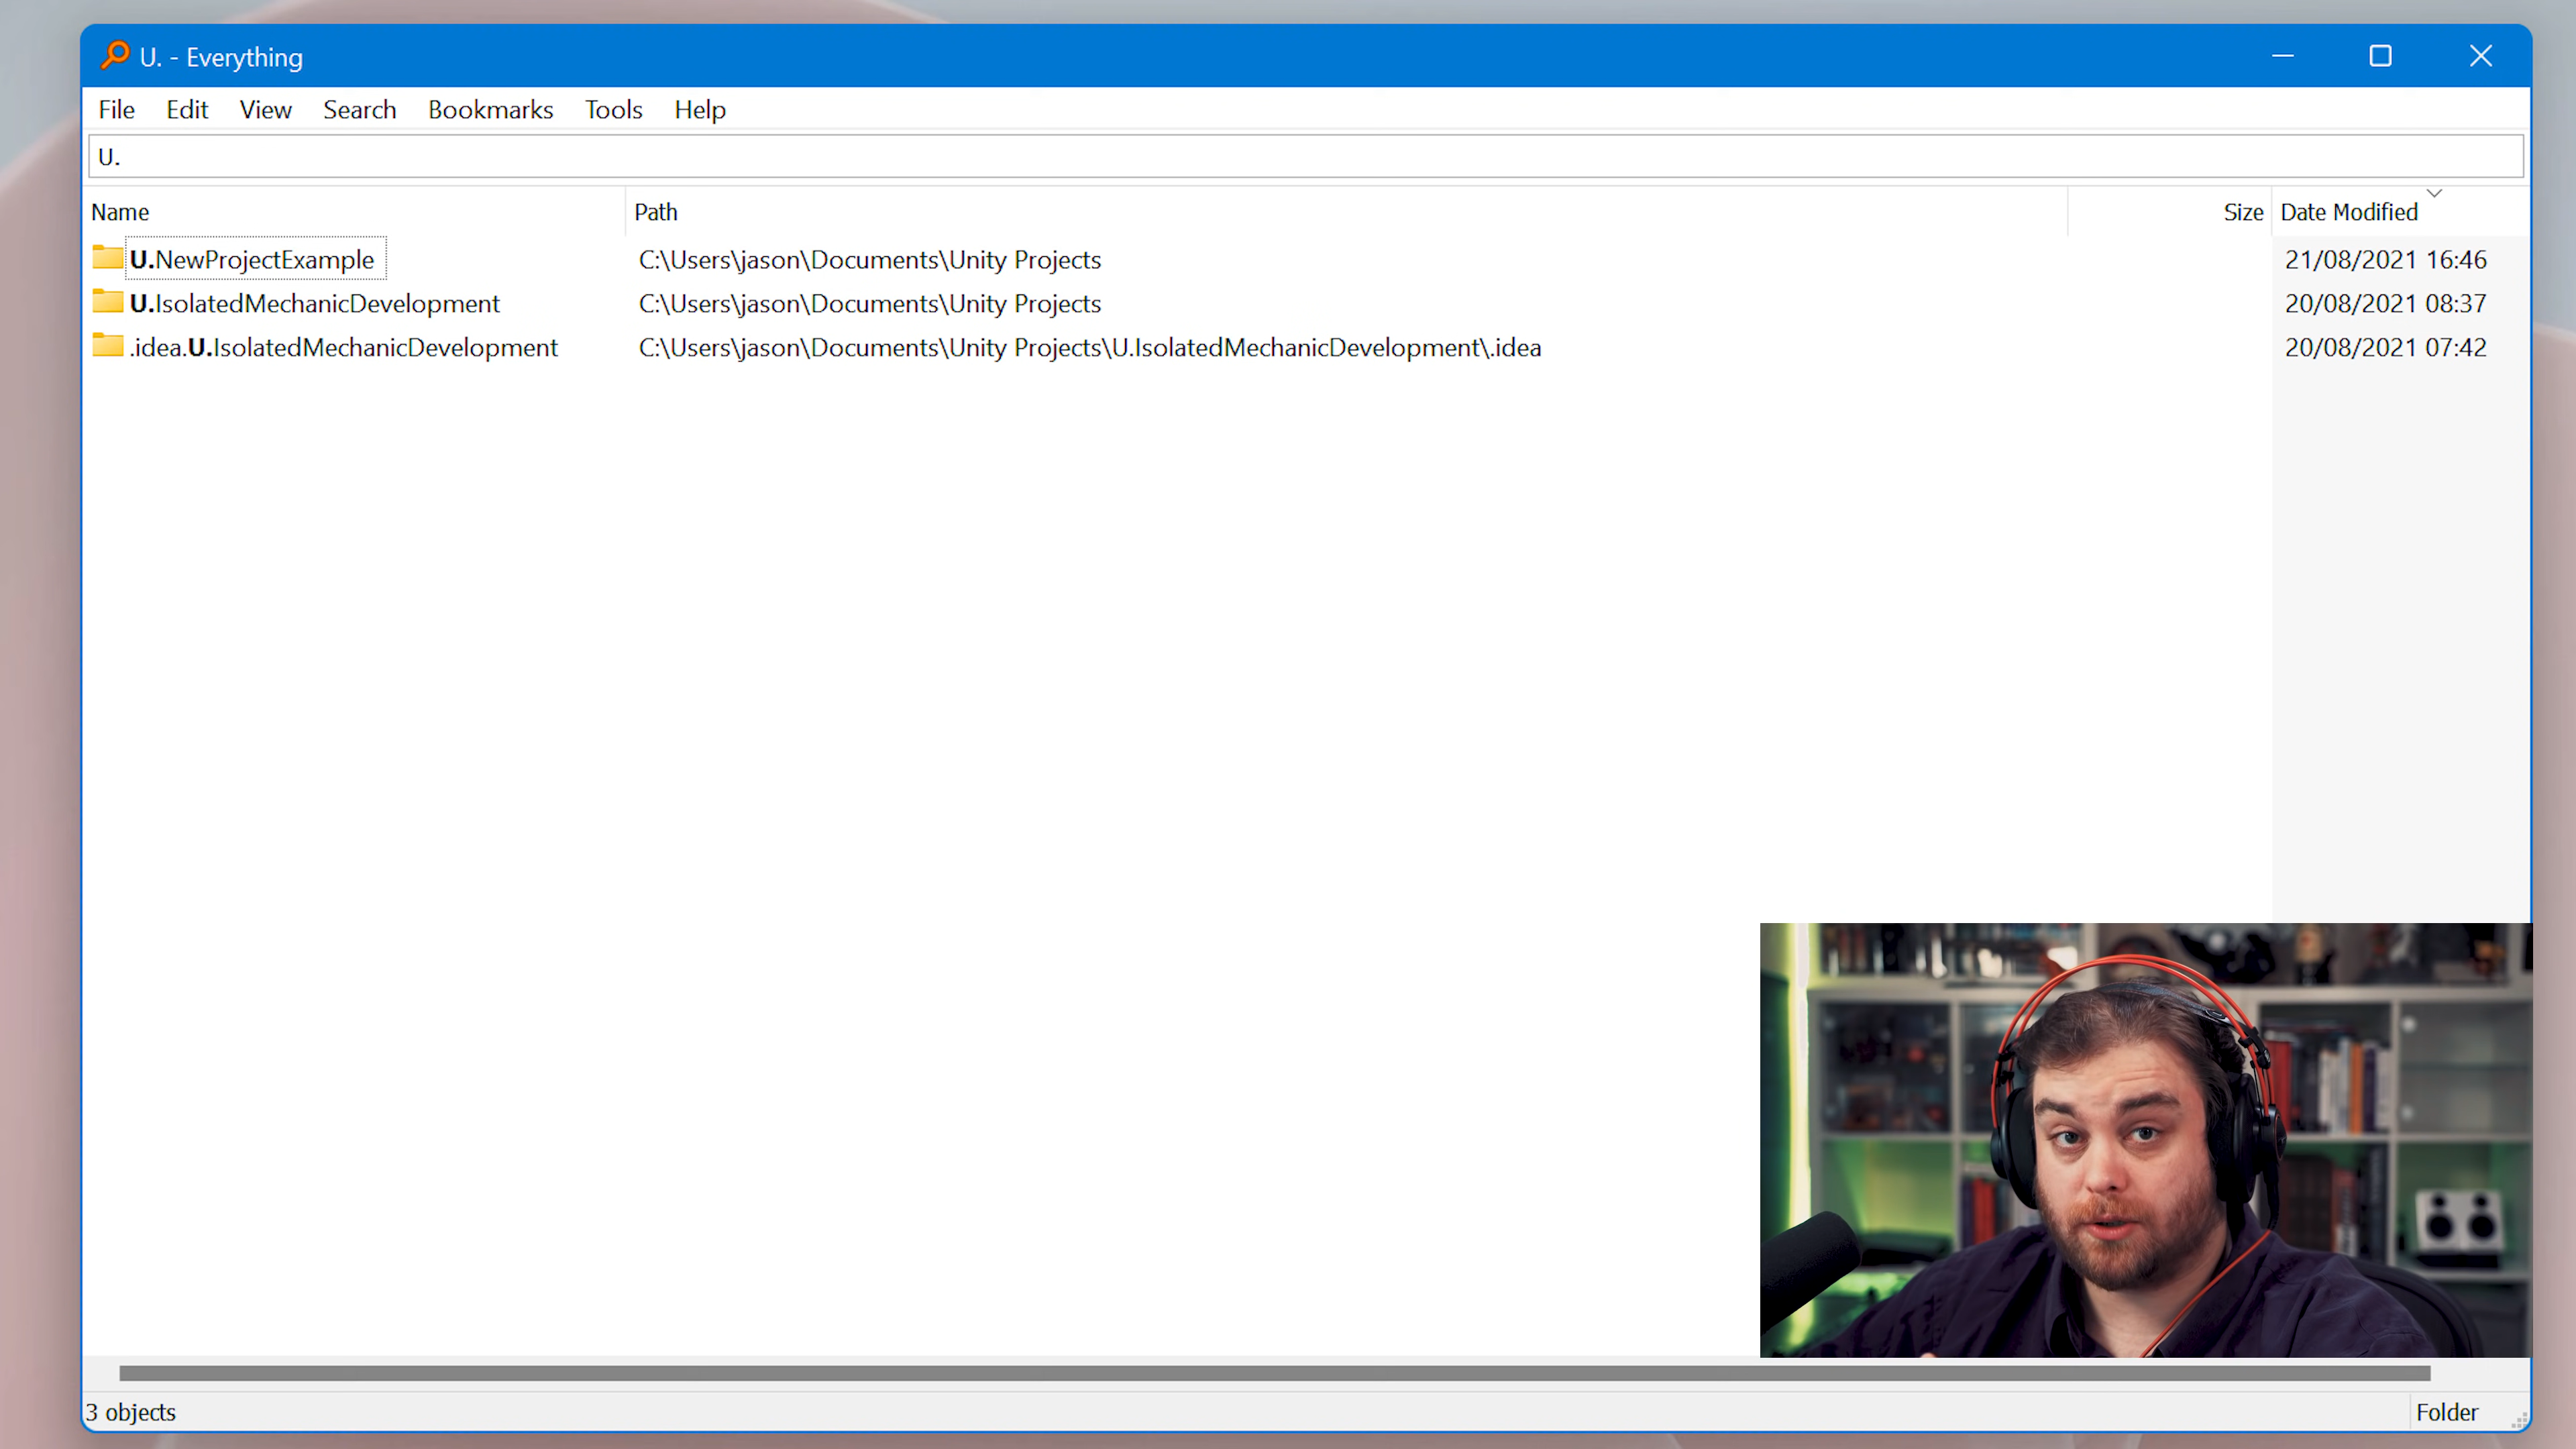 U. - Everything
File Edit View Search Bookmarks Tools Help
U.
Name Path Size Date Modified
U.NewProjectExample C:\Users\jason\Documents\Unity Projects 21/08/2021 16:46
U.IsolatedMechanicDevelopment C:\Users\jason\Documents\Unity Projects 20/08/2021 08:37
.idea.U.IsolatedMechanicDevelopment C:\Users\jason\Documents\Unity Projects\U.IsolatedMechanicDevelopment\.idea 20/08/2021 07:42
3 objects Folder